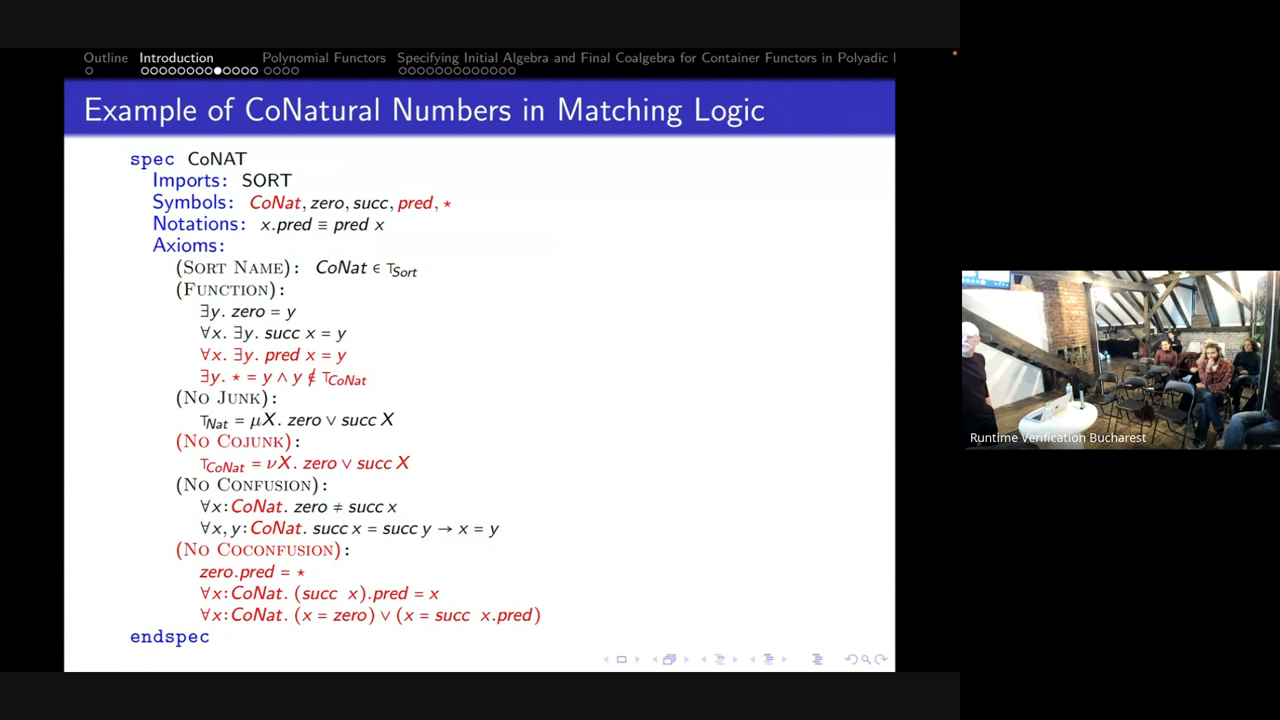 Outline Introduction Polynomial Functors Specifying Initial Algebra and Final Coalgebra for Container Functors in Polyadic
Example of CoNatural Numbers in Matching Logic
spec CoNAT
Imports: SORT
Symbols: CoNat, zero, succ, pred, ⋆
Notations: x.pred ≡ pred x
Axioms:
(Sort Name): CoNat ∈ ⊤Sort
(Function):
∃y. zero = y
∀x. ∃y. succ x = y
∀x. ∃y. pred x = y
∃y. ⋆ = y ∧ y ∉ ⊤CoNat
(No Junk):
⊤Nat = μX. zero ∨ succ X
(No Cojunk):
⊤CoNat = νX. zero ∨ succ X
(No Confusion):
∀x:CoNat. zero ≠ succ x
∀x, y:CoNat. succ x = succ y → x = y
(No Coconfusion):
zero.pred = ⋆
∀x:CoNat. (succ x).pred = x
∀x:CoNat. (x = zero) ∨ (x = succ x.pred)
endspec
Runtime Verification Bucharest